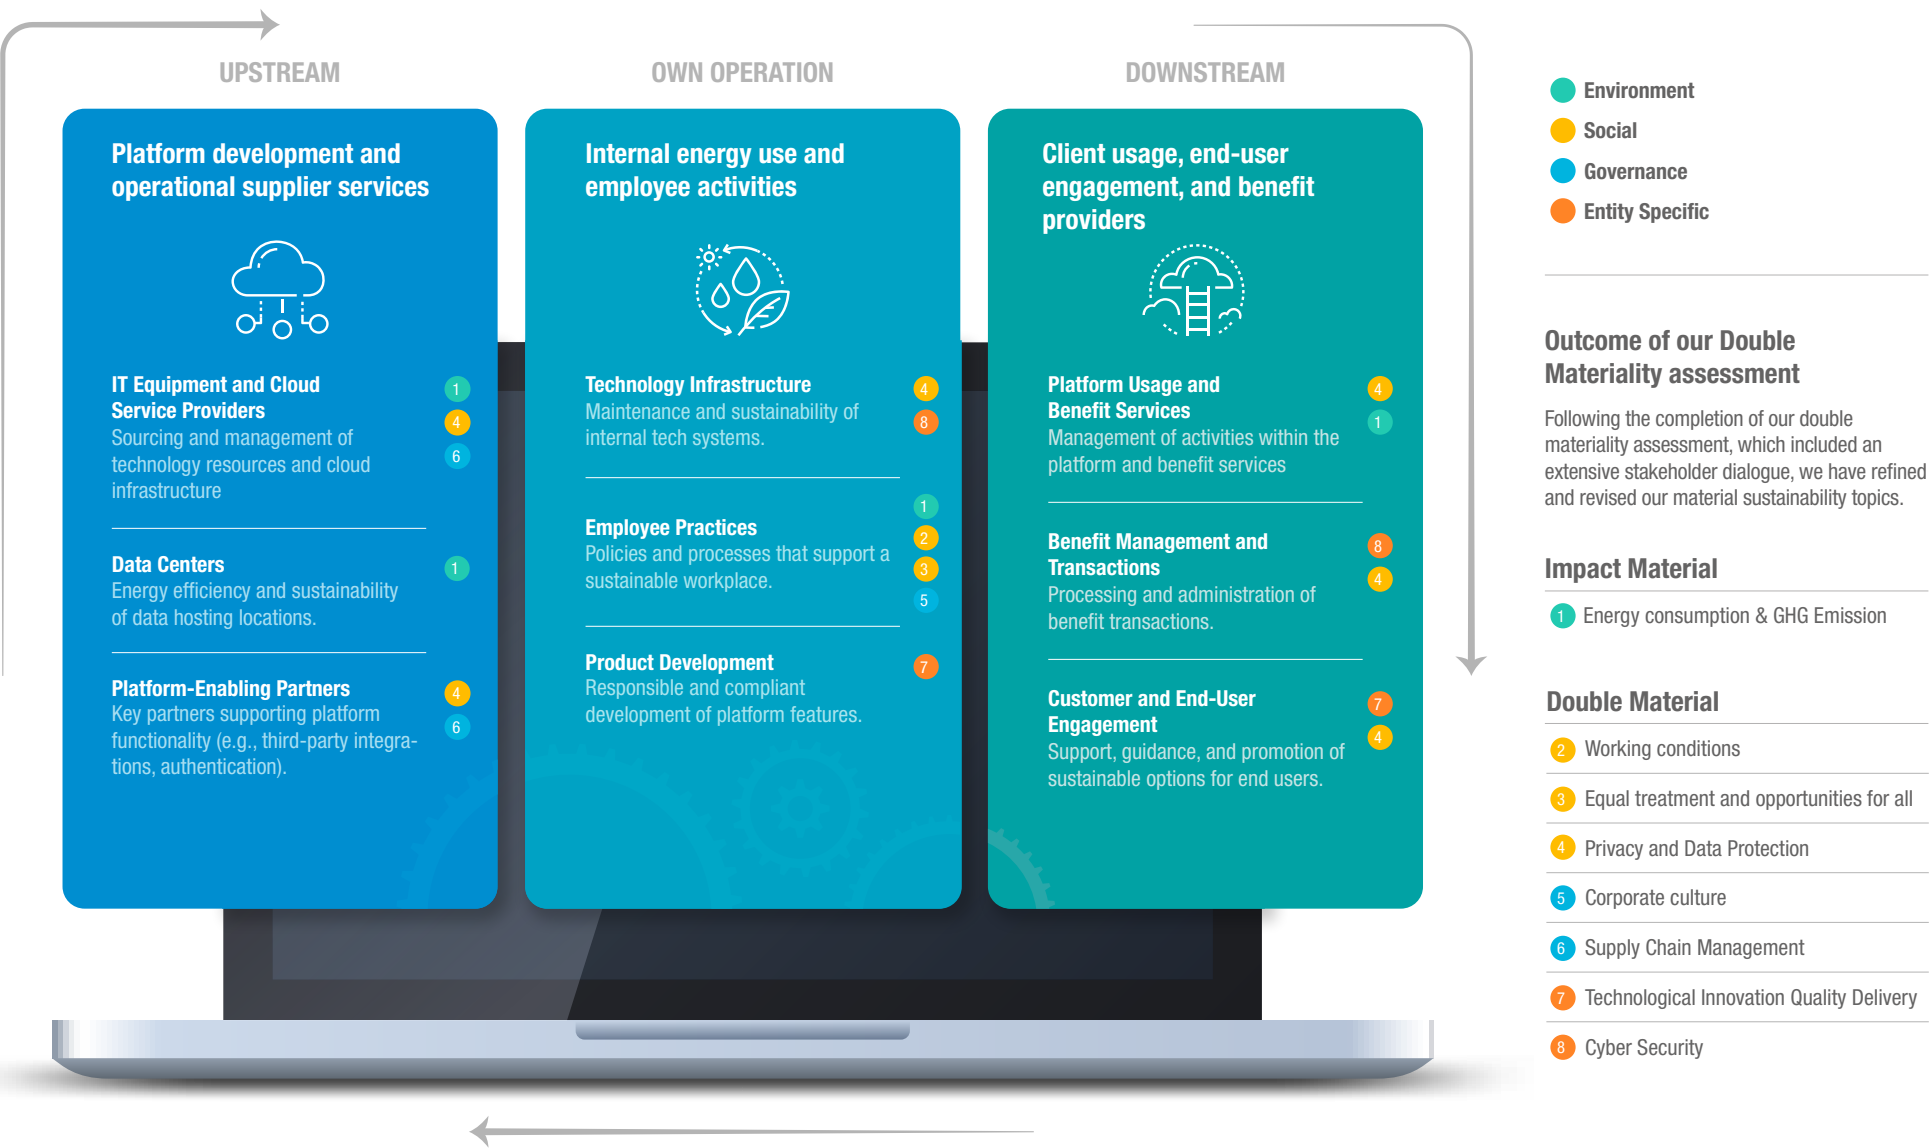 UPSTREAM
Platform development and
operational supplier services
IT Equipment and Cloud
Service Providers
Sourcing and management of
technology resources and cloud
infrastructure
1
4
6
Data Centers
Energy efficiency and sustainability
of data hosting locations.
1
Platform-Enabling Partners
Key partners supporting platform
functionality (e.g., third-party integra-
tions, authentication).
4
6
OWN OPERATION
Internal energy use and
employee activities
Technology Infrastructure
Maintenance and sustainability of
internal tech systems.
4
8
Employee Practices
Policies and processes that support a
sustainable workplace.
1
2
3
5
Product Development
Responsible and compliant
development of platform features.
7
DOWNSTREAM
Client usage, end-user
engagement, and benefit
providers
Platform Usage and
Benefit Services
Management of activities within the
platform and benefit services
4
1
Benefit Management and
Transactions
Processing and administration of
benefit transactions.
8
4
Customer and End-User
Engagement
Support, guidance, and promotion of
sustainable options for end users.
7
4
Environment
Social
Governance
Entity Specific
Outcome of our Double
Materiality assessment
Following the completion of our double
materiality assessment, which included an
extensive stakeholder dialogue, we have refined
and revised our material sustainability topics.
Impact Material
1 Energy consumption & GHG Emission
Double Material
2 Working conditions
3 Equal treatment and opportunities for all
4 Privacy and Data Protection
5 Corporate culture
6 Supply Chain Management
7 Technological Innovation Quality Delivery
8 Cyber Security